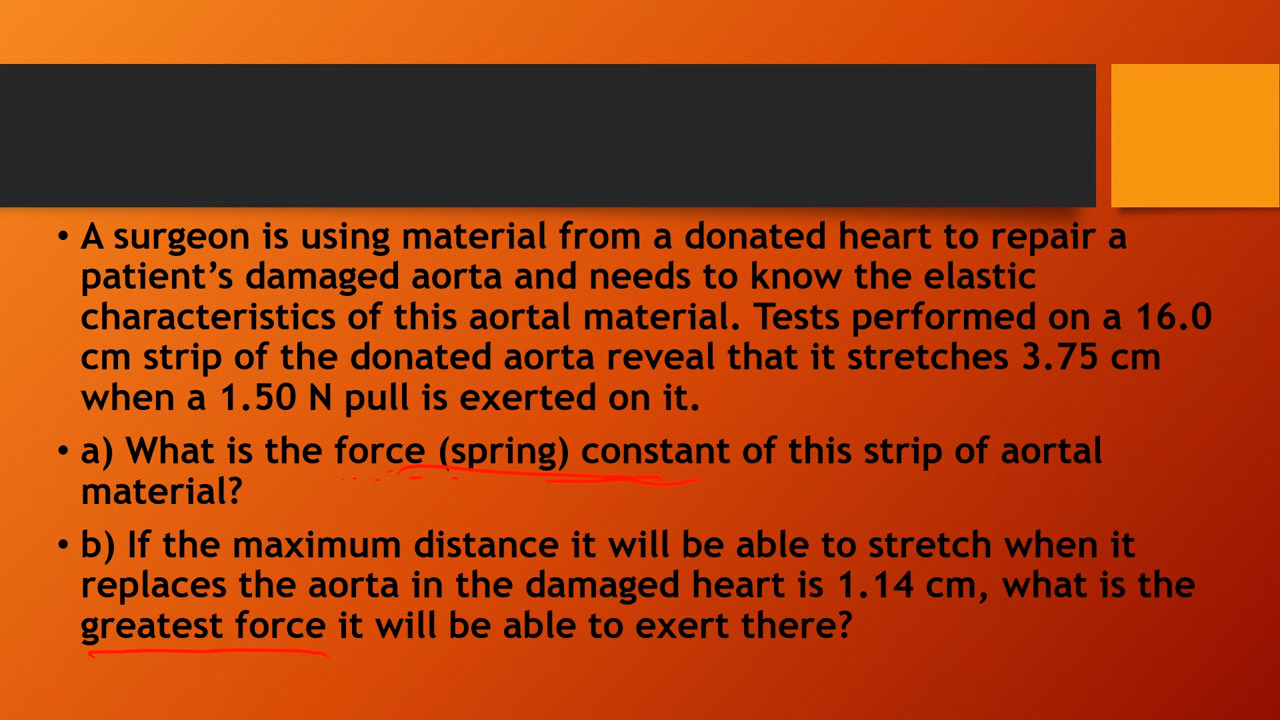 • A surgeon is using material from a donated heart to repair a
patient’s damaged aorta and needs to know the elastic
characteristics of this aortal material. Tests performed on a 16.0
cm strip of the donated aorta reveal that it stretches 3.75 cm
when a 1.50 N pull is exerted on it.
• a) What is the force (spring) constant of this strip of aortal
material?
• b) If the maximum distance it will be able to stretch when it
replaces the aorta in the damaged heart is 1.14 cm, what is the
greatest force it will be able to exert there?